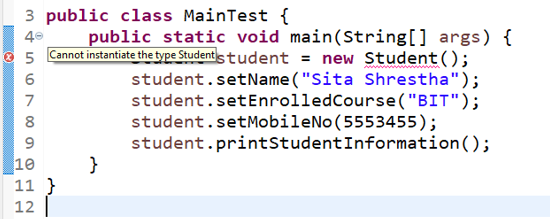 3 public class MainTest {
4 public static void main(String[] args) {
Cannot instantiate the type Student
5 student = new Student();
6 student.setName("Sita Shrestha");
7 student.setEnrolledCourse("BIT");
8 student.setMobileNo(5553455);
9 student.printStudentInformation();
10 }
11 }
12